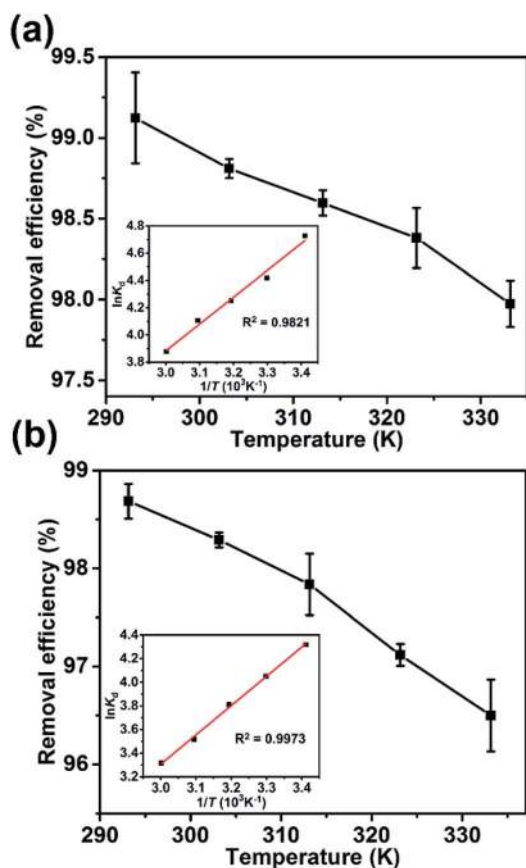 (a)
99.5
99.0
98.5
98.0
97.5
Removal efficiency (%)
4.8
4.6
4.4
4.2
4.0
3.8
lnKd
R² = 0.9821
3.0 3.1 3.2 3.3 3.4
1/T (10³K⁻¹)
290 300 310 320 330
Temperature (K)
(b)
99
98
97
96
Removal efficiency (%)
4.4
4.2
4.0
3.8
3.6
3.4
3.2
lnKd
R² = 0.9973
3.0 3.1 3.2 3.3 3.4
1/T (10³K⁻¹)
290 300 310 320 330
Temperature (K)